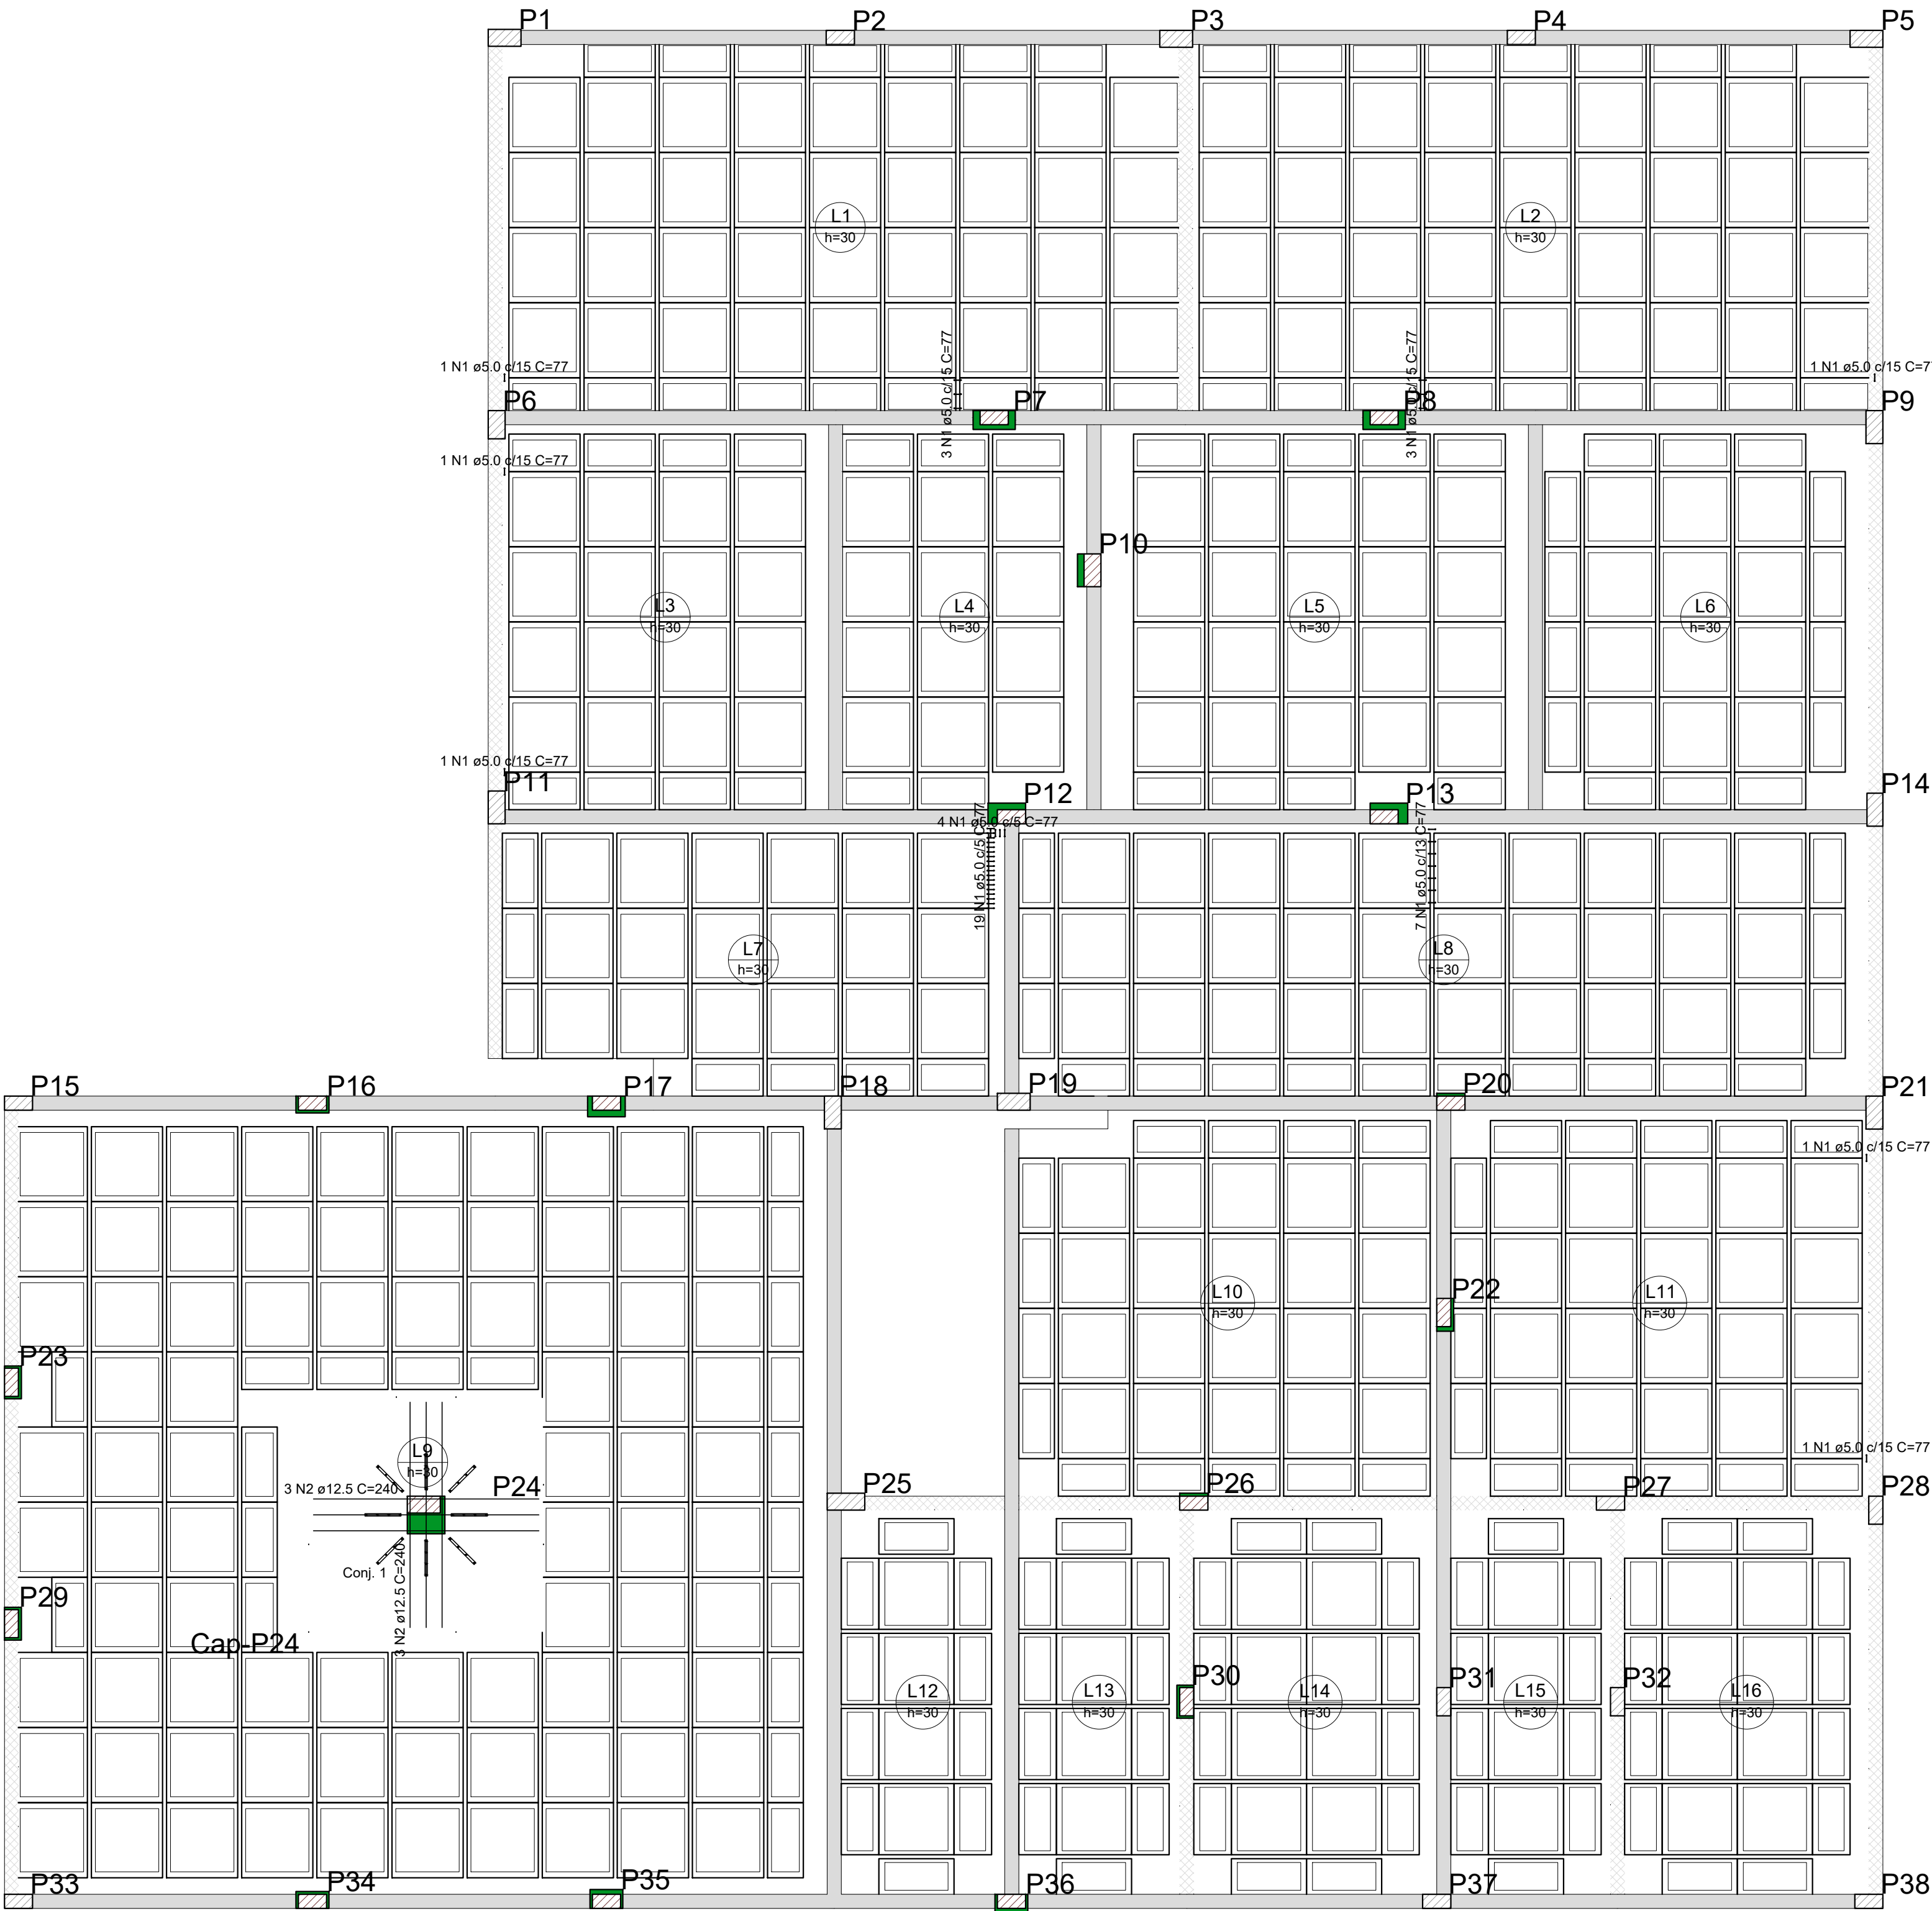 P1
P2
P3
P4
P5
L1
h=30
L2
h=30
1 N1 ø5.0 c/15 C=77
3 N1 ø5.0 c/15 C=77
3 N1 ø5.0 c/15 C=77
1 N1 ø5.0 c/15 C=7
P6
P7
P8
P9
1 N1 ø5.0 c/15 C=77
P10
L3
h=30
L4
h=30
L5
h=30
L6
h=30
1 N1 ø5.0 c/15 C=77
P11
P12
P13
P14
4 N1 ø5.0 c/5 C=77
19 N1 ø5.0 c/5 C=77
7 N1 ø5.0 c/13 C=77
L7
h=30
L8
h=30
P15
P16
P17
P18
P19
P20
P21
1 N1 ø5.0 c/15 C=77
L10
h=30
P22
L11
h=30
P23
L9
h=30
1 N1 ø5.0 c/15 C=77
3 N2 ø12.5 C=240
P24
P25
P26
P27
P28
Conj. 1
3 N2 ø12.5 C=240
P29
Cap-P24
L12
h=30
L13
h=30
P30
L14
h=30
P31
L15
h=30
P32
L16
h=30
P33
P34
P35
P36
P37
P38